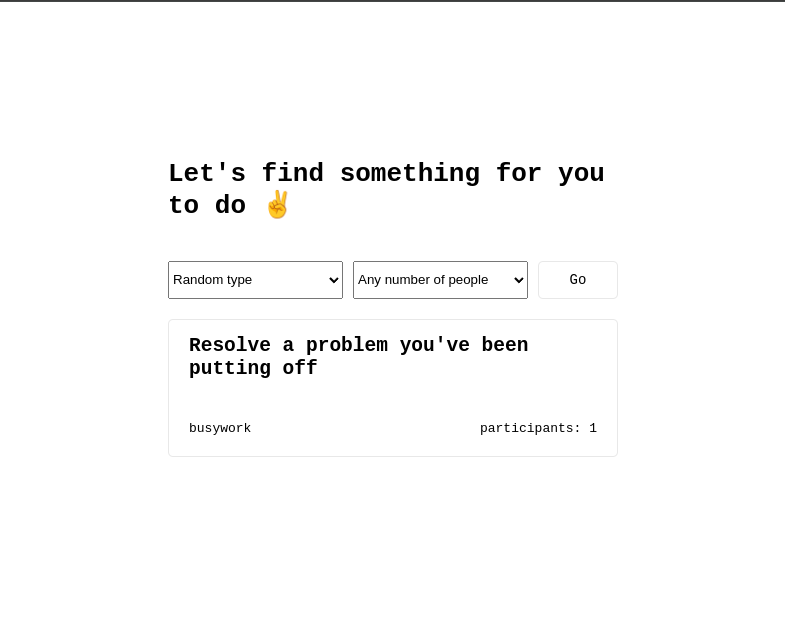 Let's find something for you
to do ✌️
Random type
Any number of people
Go
Resolve a problem you've been
putting off
busywork
participants: 1